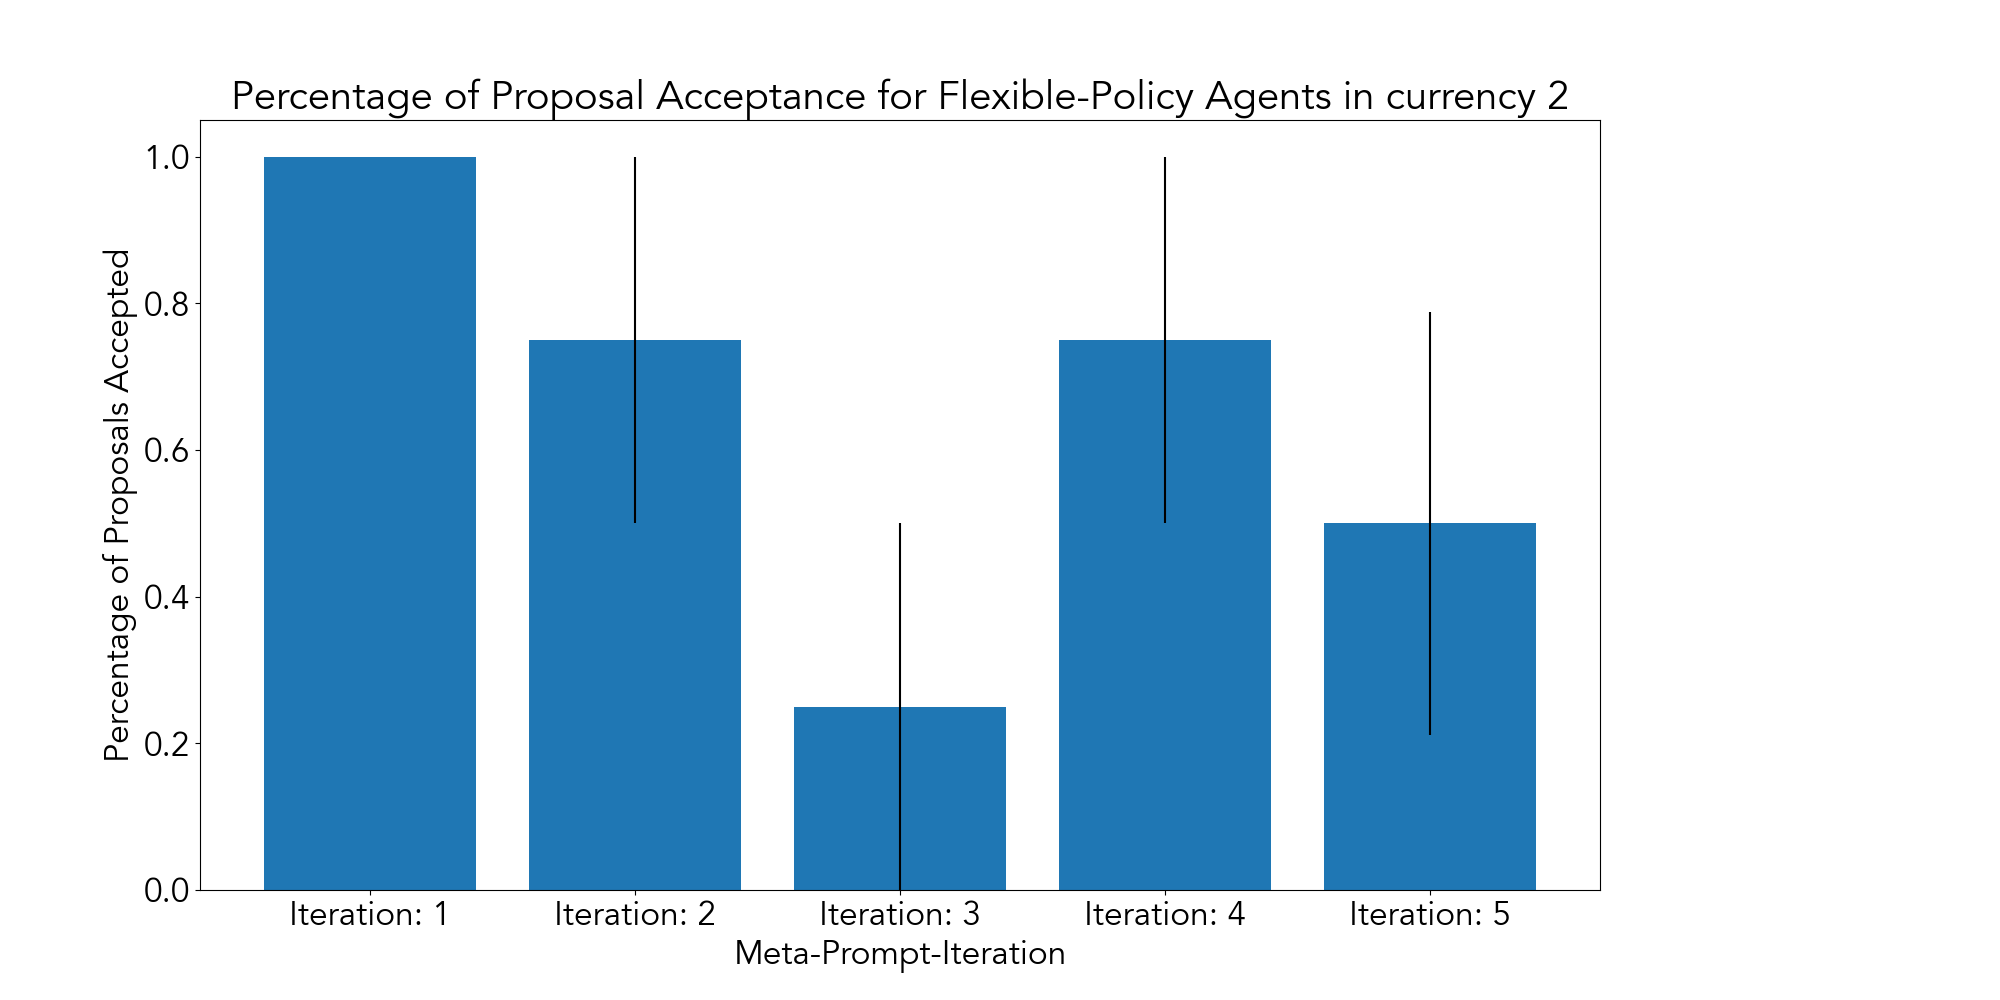 Percentage of Proposal Acceptance for Flexible-Policy Agents in currency 2
Percentage of Proposals Accepted
1.0
0.8
0.6
0.4
0.2
0.0
Iteration: 1
Iteration: 2
Iteration: 3
Iteration: 4
Iteration: 5
Meta-Prompt-Iteration